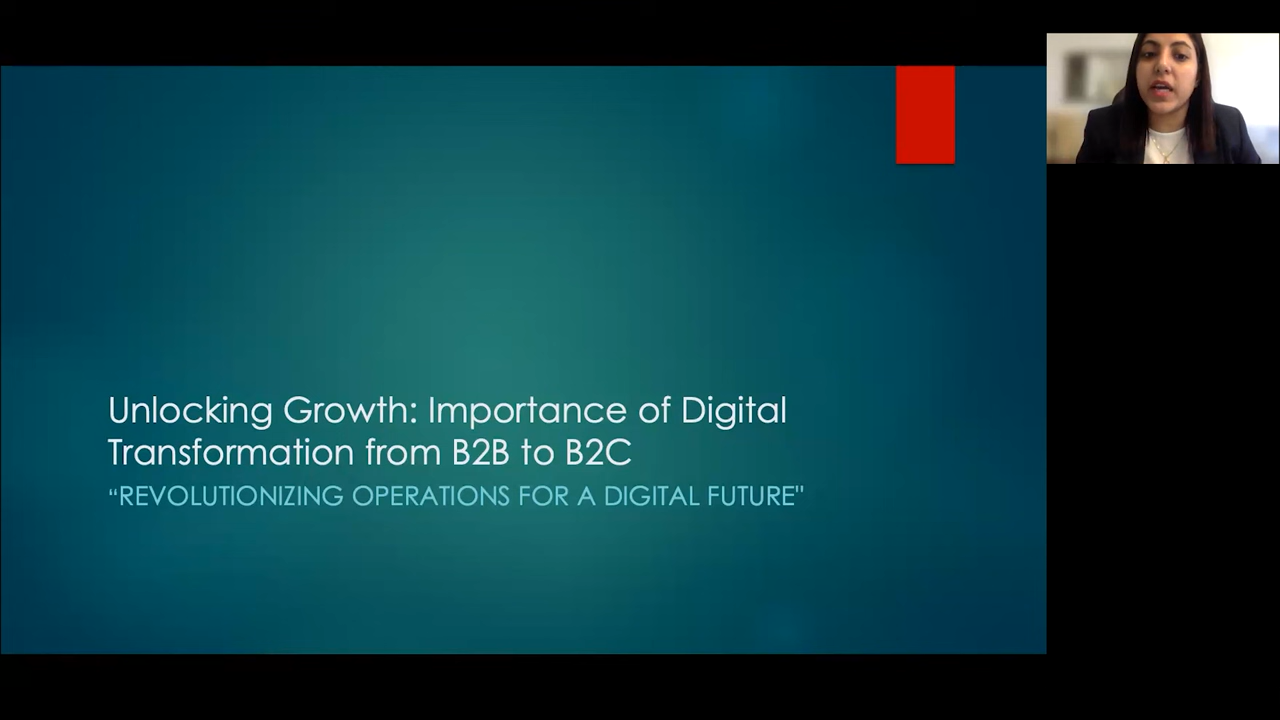 Unlocking Growth: Importance of Digital
Transformation from B2B to B2C
“REVOLUTIONIZING OPERATIONS FOR A DIGITAL FUTURE"